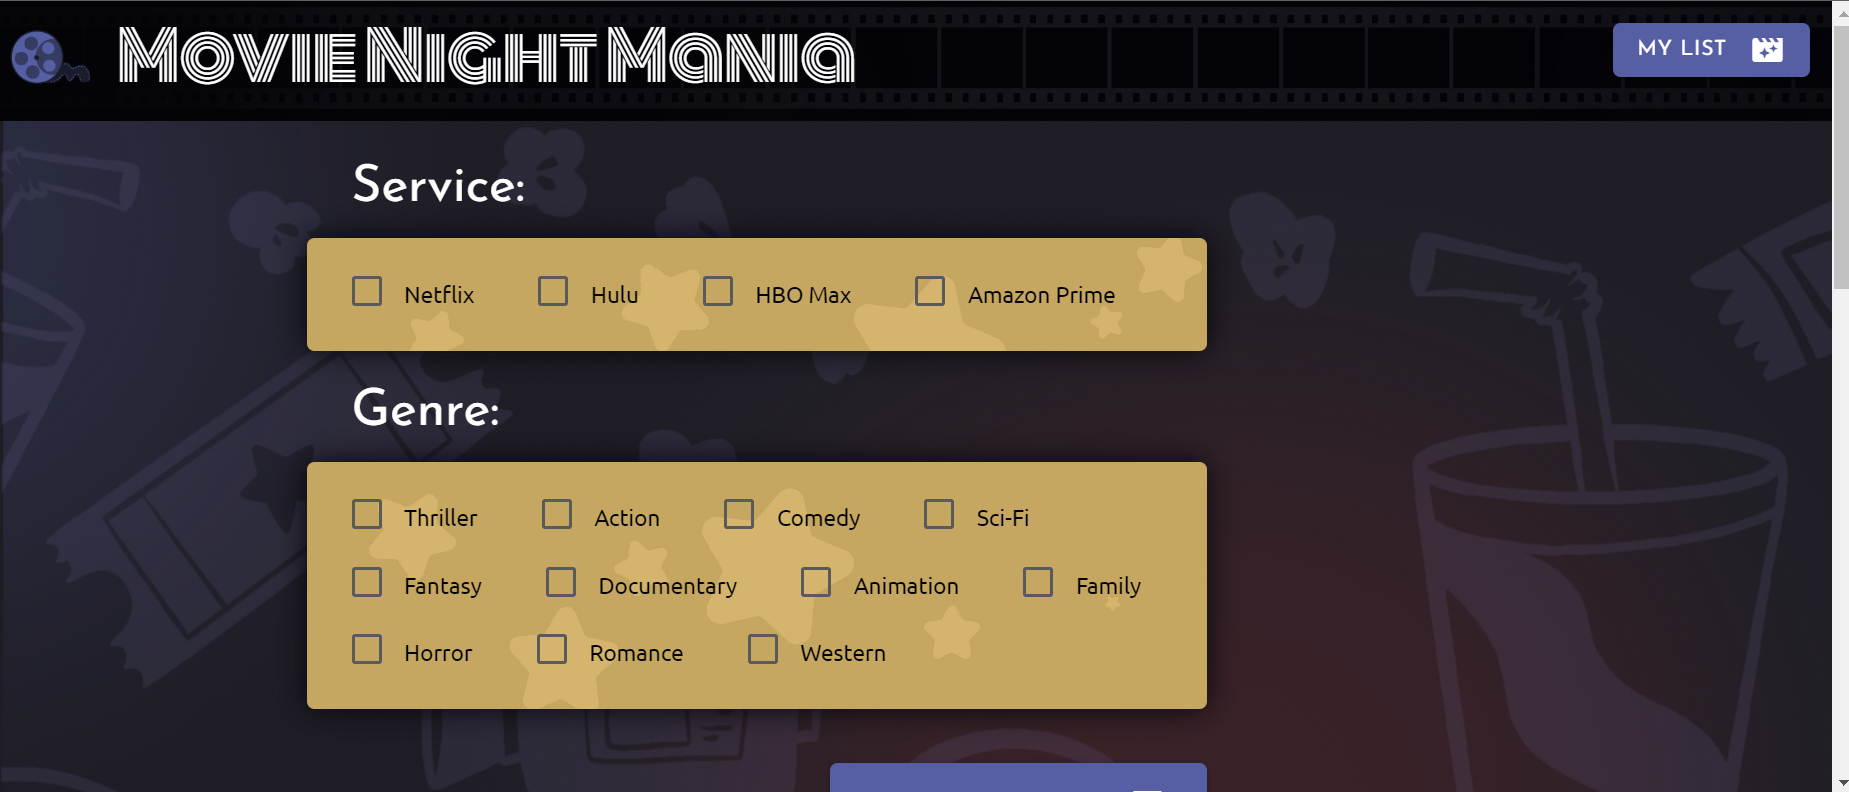 Movie Night Mania
MY LIST
Service:
Netflix Hulu HBO Max Amazon Prime
Genre:
Thriller Action Comedy Sci-Fi
Fantasy Documentary Animation Family
Horror Romance Western